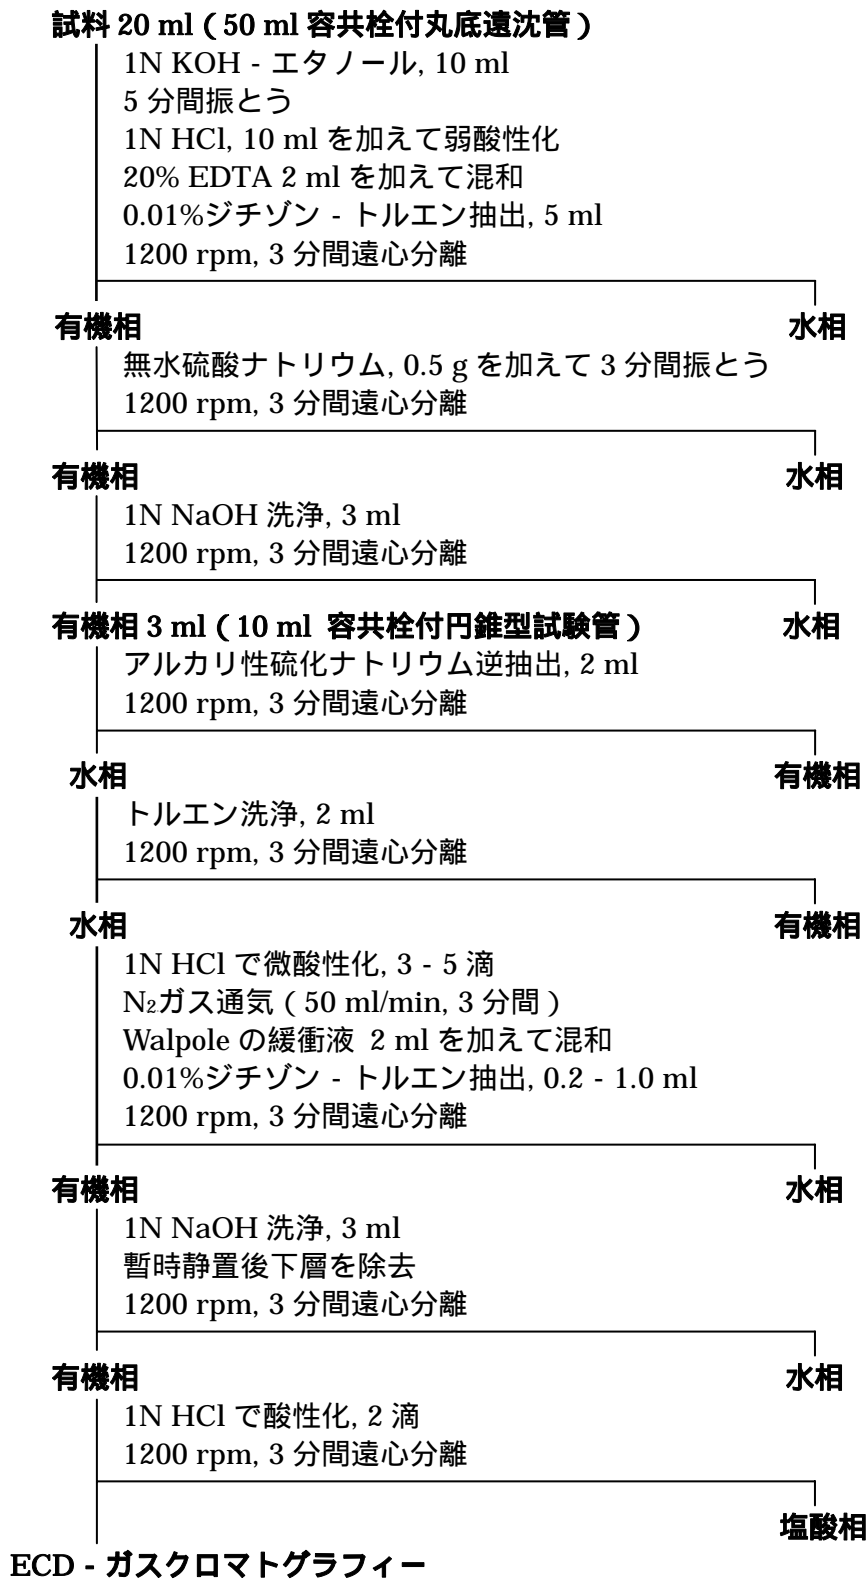 試料 20 ml ( 50 ml 容共栓付丸底遠沈管 )
1N KOH - エタノール, 10 ml
5 分間振とう
1N HCl, 10 ml を加えて弱酸性化
20% EDTA 2 ml を加えて混和
0.01%ジチゾン - トルエン抽出, 5 ml
1200 rpm, 3 分間遠心分離
有機相 水相
無水硫酸ナトリウム, 0.5 g を加えて 3 分間振とう
1200 rpm, 3 分間遠心分離
有機相 水相
1N NaOH 洗浄, 3 ml
1200 rpm, 3 分間遠心分離
有機相 3 ml ( 10 ml 容共栓付円錐型試験管 ) 水相
アルカリ性硫化ナトリウム逆抽出, 2 ml
1200 rpm, 3 分間遠心分離
水相 有機相
トルエン洗浄, 2 ml
1200 rpm, 3 分間遠心分離
水相 有機相
1N HCl で微酸性化, 3 - 5 滴
N₂ガス通気 ( 50 ml/min, 3 分間 )
Walpole の緩衝液 2 ml を加えて混和
0.01%ジチゾン - トルエン抽出, 0.2 - 1.0 ml
1200 rpm, 3 分間遠心分離
有機相 水相
1N NaOH 洗浄, 3 ml
暫時静置後下層を除去
1200 rpm, 3 分間遠心分離
有機相 水相
1N HCl で酸性化, 2 滴
1200 rpm, 3 分間遠心分離
塩酸相
ECD - ガスクロマトグラフィー